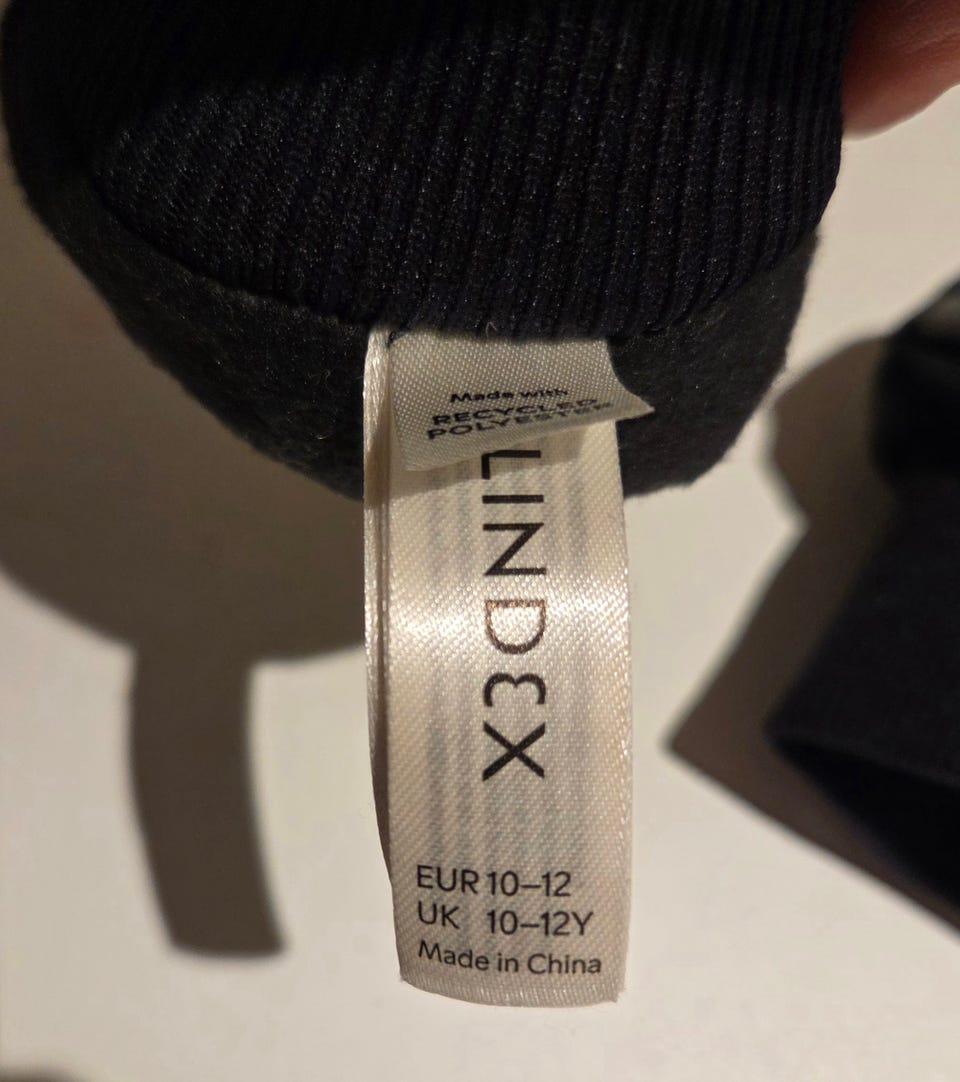 Made with
RECYCLED
POLYESTER
LINDEX
EUR 10–12
UK 10–12Y
Made in China